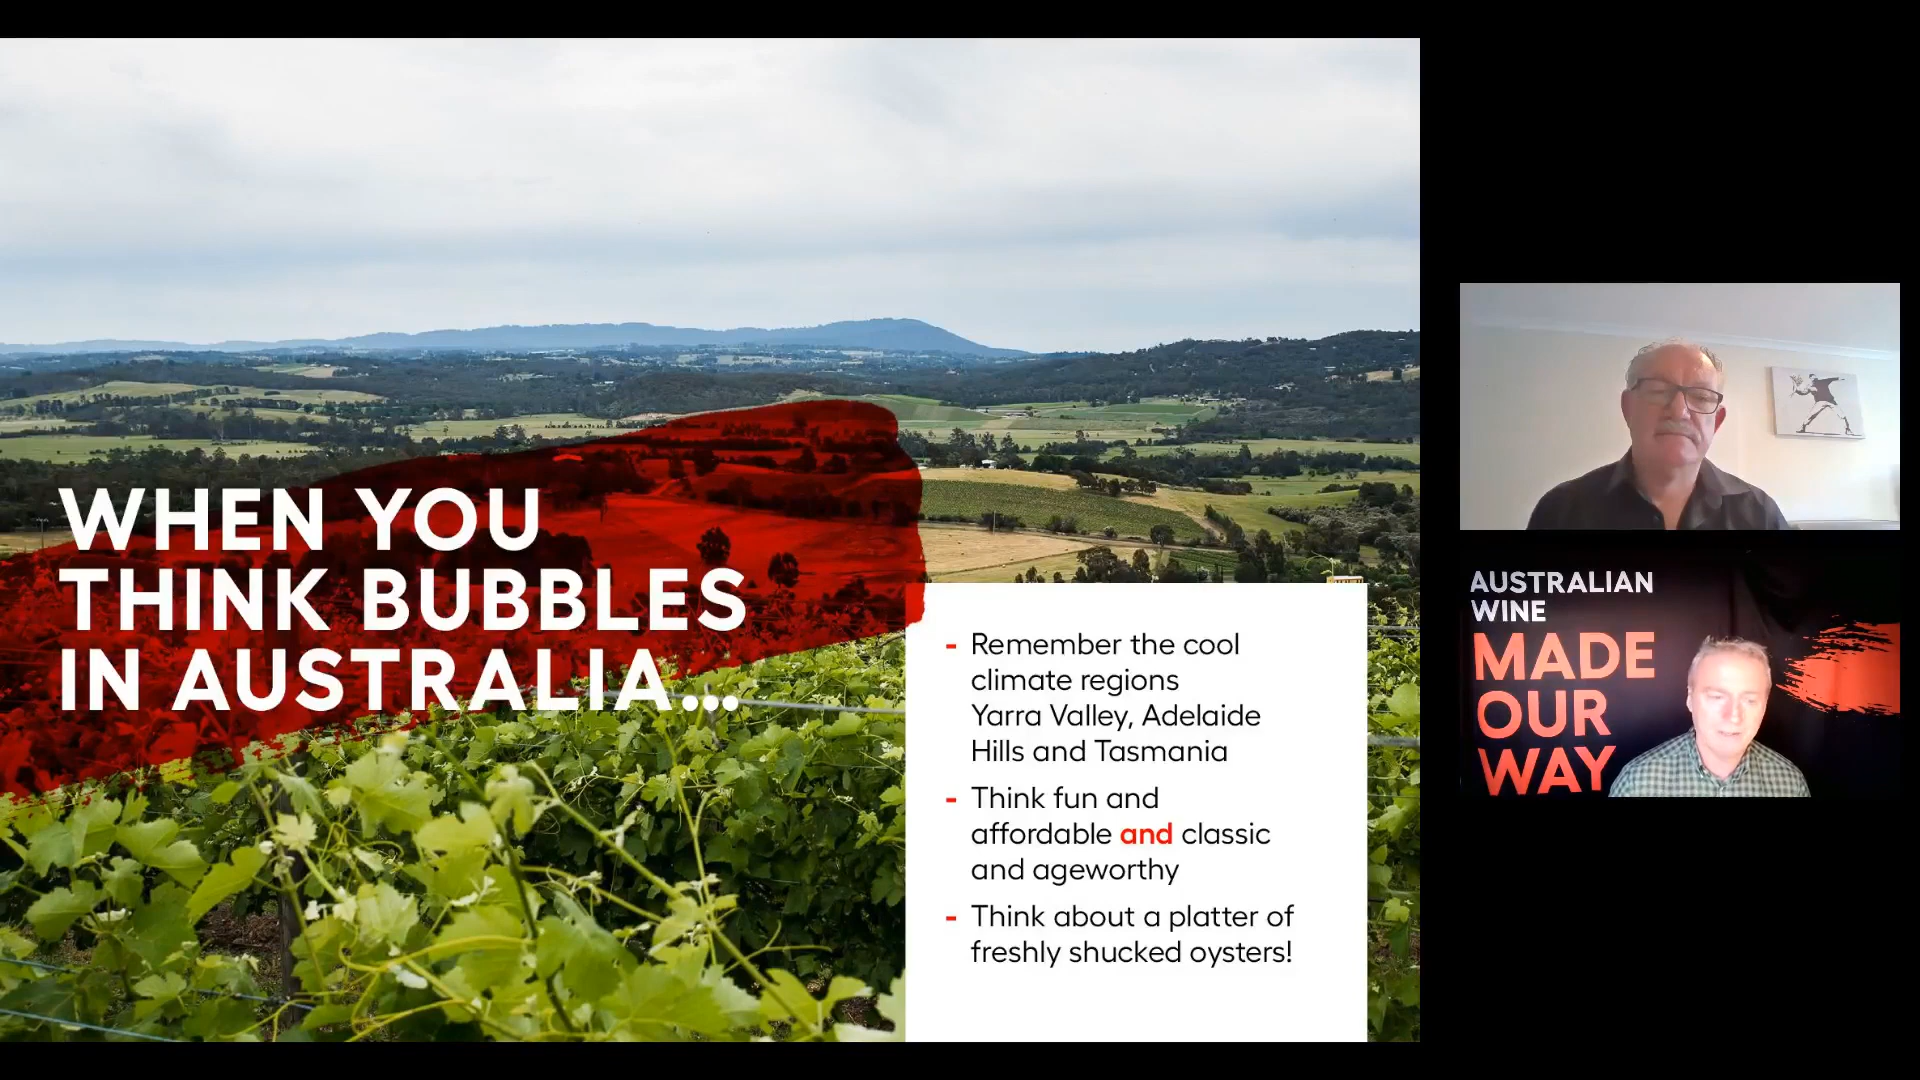 WHEN YOU
THINK BUBBLES
IN AUSTRALIA...
- Remember the cool
climate regions
Yarra Valley, Adelaide
Hills and Tasmania
- Think fun and
affordable and classic
and ageworthy
- Think about a platter of
freshly shucked oysters!
AUSTRALIAN
WINE
MADE
OUR
WAY